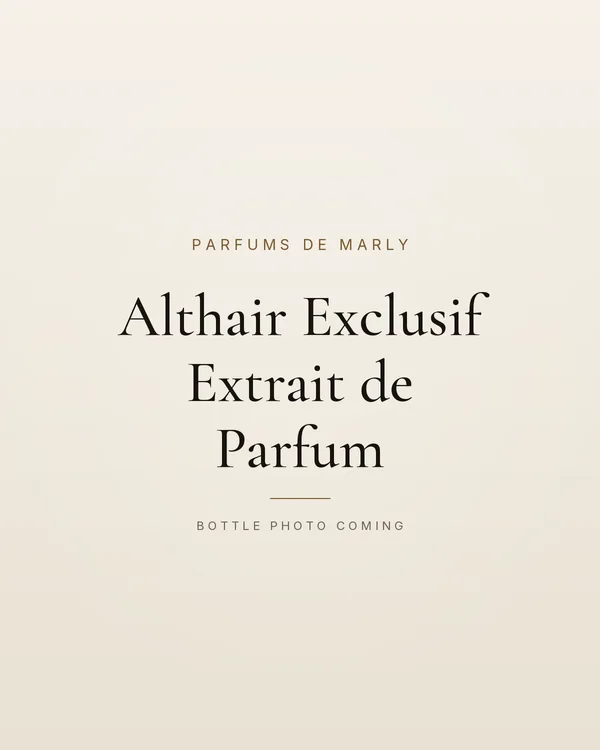 PARFUMS DE MARLY
Althair Exclusif
Extrait de
Parfum
BOTTLE PHOTO COMING